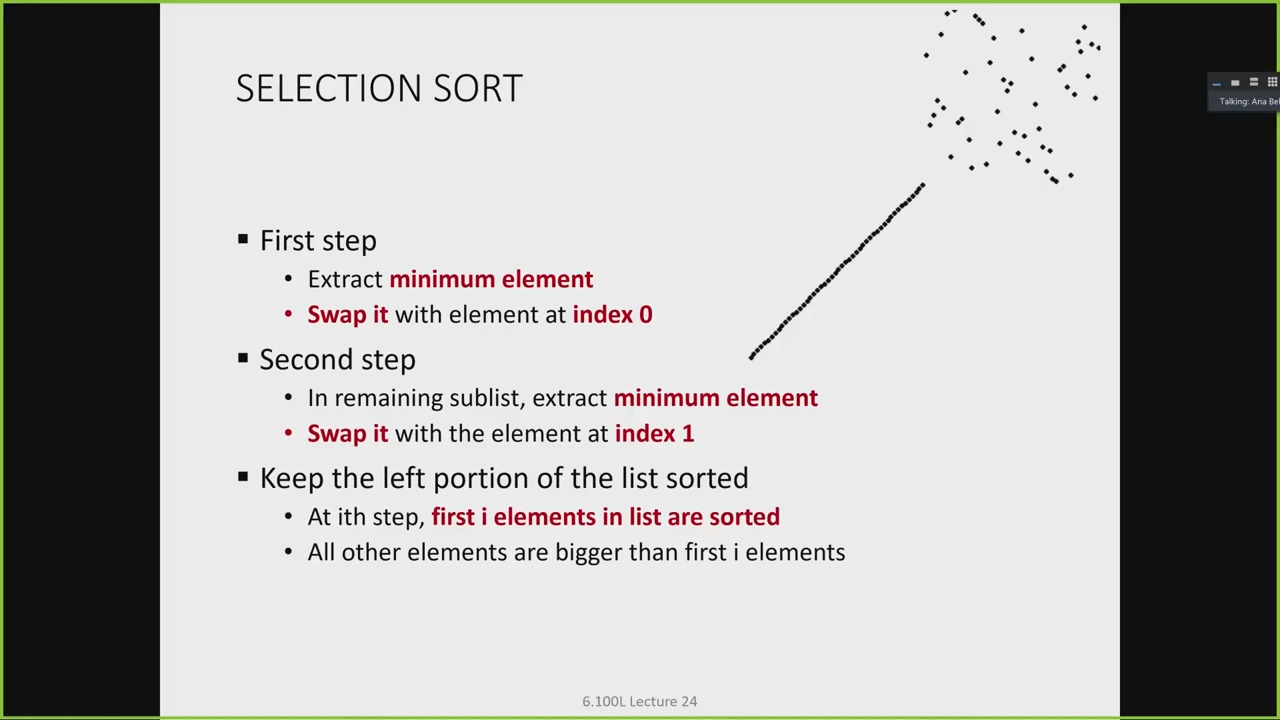 SELECTION SORT
Talking: Ana Bel
▪ First step
• Extract minimum element
• Swap it with element at index 0
▪ Second step
• In remaining sublist, extract minimum element
• Swap it with the element at index 1
▪ Keep the left portion of the list sorted
• At ith step, first i elements in list are sorted
• All other elements are bigger than first i elements
6.100L Lecture 24